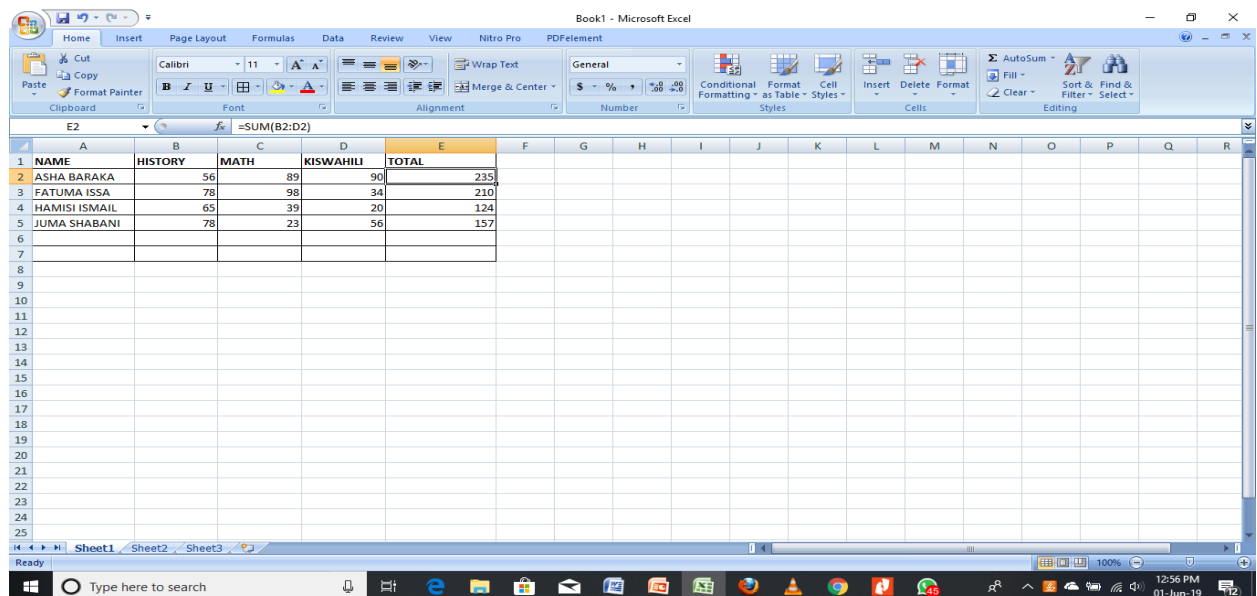 Book1 - Microsoft Excel
Home Insert Page Layout Formulas Data Review View Nitro Pro PDFelement
Paste
Cut
Copy
Format Painter
Clipboard
Calibri 11
B I U
Font
Wrap Text
Merge & Center
Alignment
General
$ % ,
Number
Conditional Formatting
Format as Table
Cell Styles
Styles
Insert Delete Format
Cells
Σ AutoSum
Fill
Clear
Sort & Filter
Find & Select
Editing
E2 fx =SUM(B2:D2)
A B C D E F G H I J K L M N O P Q R
1 NAME HISTORY MATH KISWAHILI TOTAL
2 ASHA BARAKA 56 89 90 235
3 FATUMA ISSA 78 98 34 210
4 HAMISI ISMAIL 65 39 20 124
5 JUMA SHABANI 78 23 56 157
6
7
8
9
10
11
12
13
14
15
16
17
18
19
20
21
22
23
24
25
Sheet1 Sheet2 Sheet3
Ready 100%
Type here to search
45
12:56 PM
01-Jun-19
12